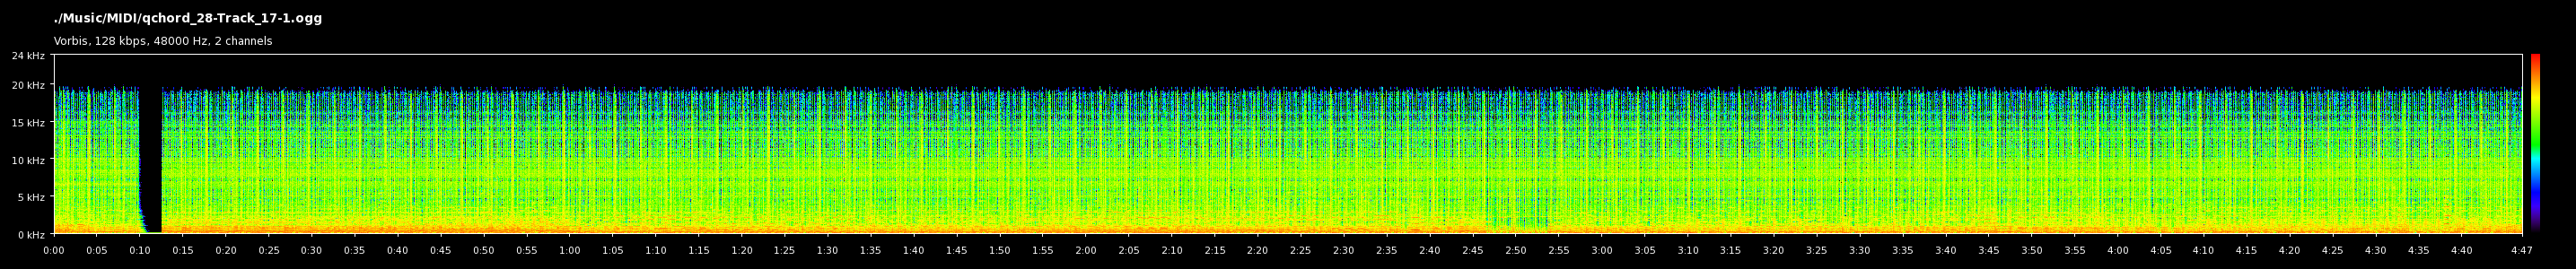 ./Music/MIDI/qchord_28-Track_17-1.ogg
Vorbis, 128 kbps, 48000 Hz, 2 channels
24 kHz
20 kHz
15 kHz
10 kHz
5 kHz
0 kHz
0:00 0:05 0:10 0:15 0:20 0:25 0:30 0:35 0:40 0:45 0:50 0:55 1:00 1:05 1:10 1:15 1:20 1:25 1:30 1:35 1:40 1:45 1:50 1:55 2:00 2:05 2:10 2:15 2:20 2:25 2:30 2:35 2:40 2:45 2:50 2:55 3:00 3:05 3:10 3:15 3:20 3:25 3:30 3:35 3:40 3:45 3:50 3:55 4:00 4:05 4:10 4:15 4:20 4:25 4:30 4:35 4:40 4:47